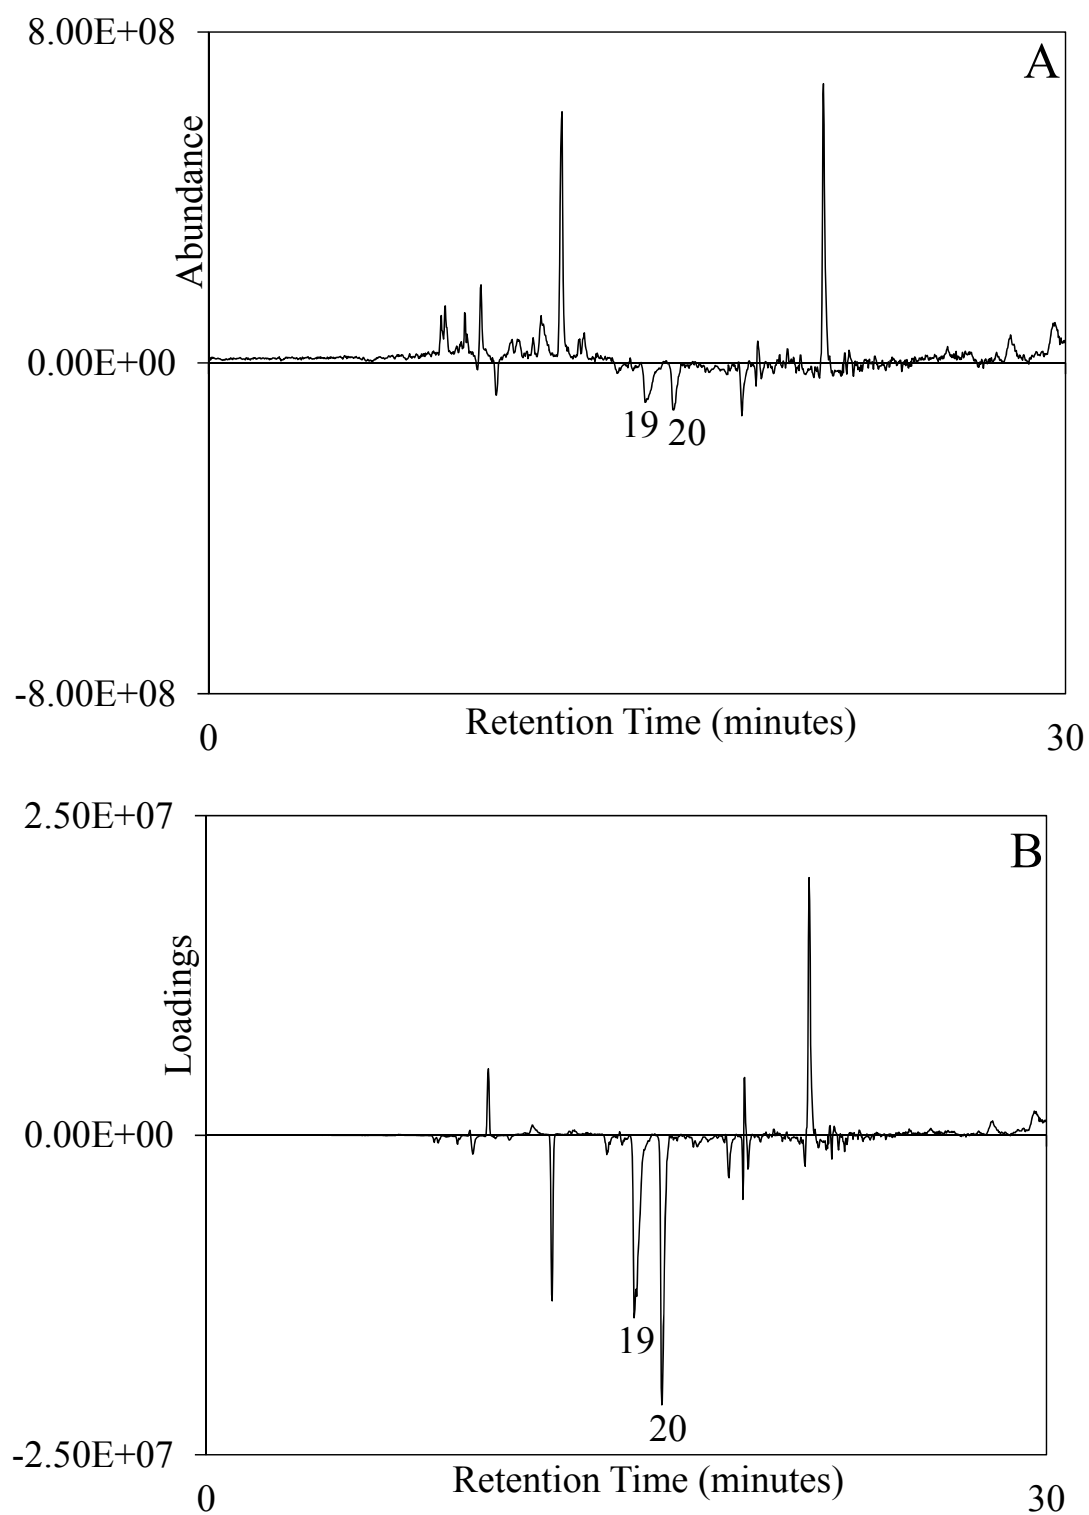 8.00E+08
A
Abundance
0.00E+00
19
20
-8.00E+08
Retention Time (minutes)
0
30
2.50E+07
B
Loadings
0.00E+00
19
20
-2.50E+07
Retention Time (minutes)
0
30